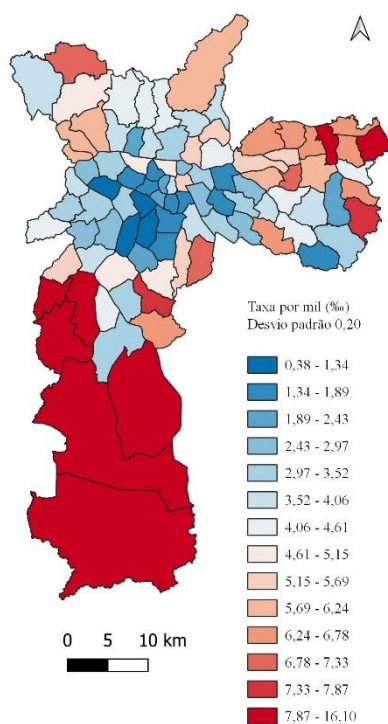 Taxa por mil (‰)
Desvio padrão 0,20
0,38 - 1,34
1,34 - 1,89
1,89 - 2,43
2,43 - 2,97
2,97 - 3,52
3,52 - 4,06
4,06 - 4,61
4,61 - 5,15
5,15 - 5,69
5,69 - 6,24
6,24 - 6,78
6,78 - 7,33
7,33 - 7,87
7,87 - 16,10
0 5 10 km